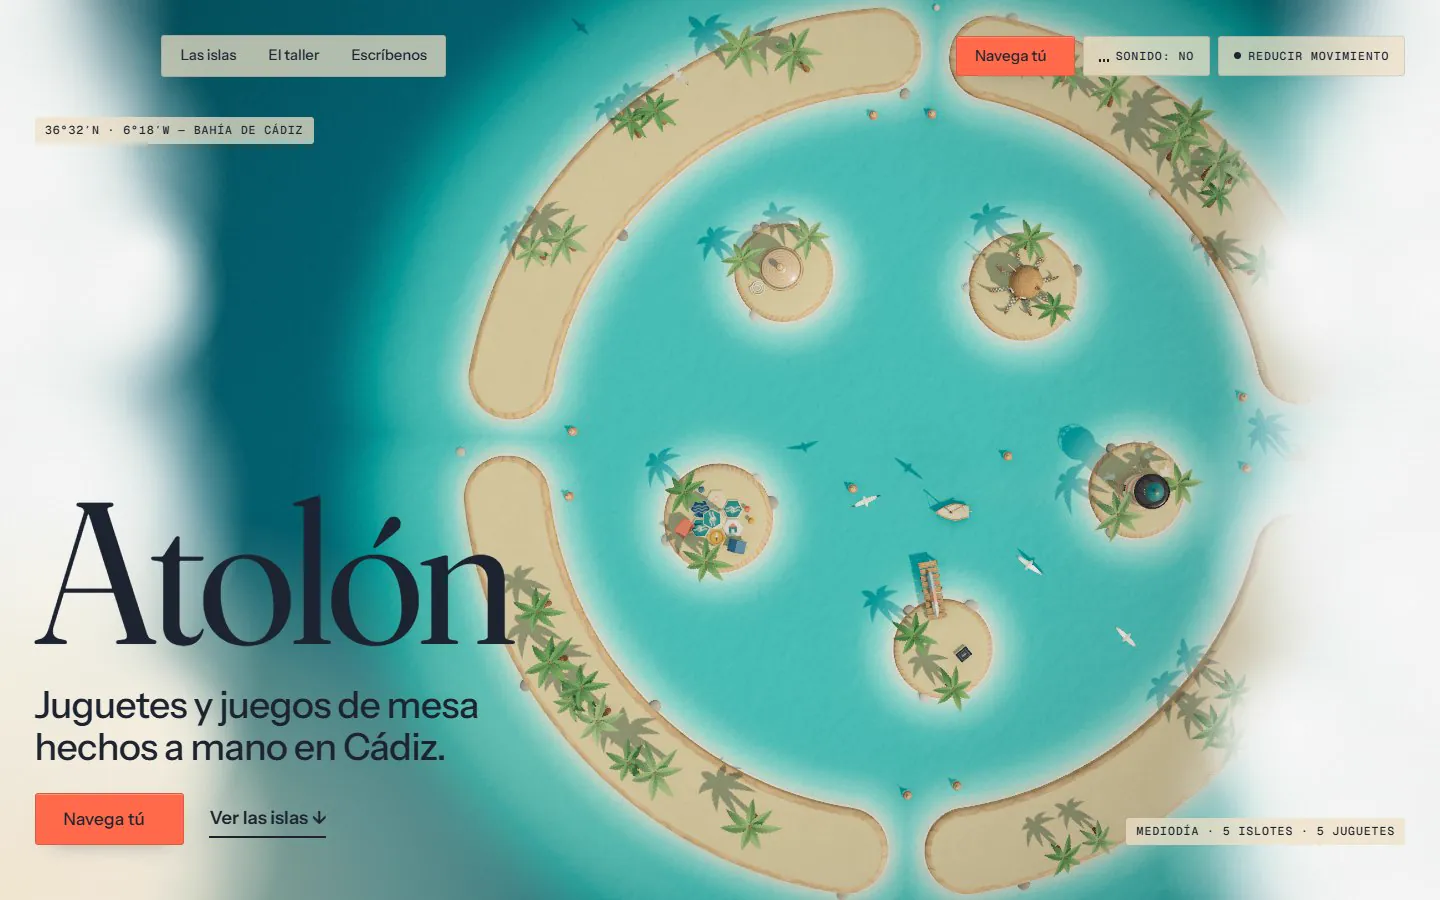 Las islas
El taller
Escríbenos
Navega tú
SONIDO: NO
REDUCIR MOVIMIENTO
36°32'N · 6°18'W — BAHÍA DE CÁDIZ
Atolón
Juguetes y juegos de mesa
hechos a mano en Cádiz.
Navega tú
Ver las islas ↓
MEDIODÍA · 5 ISLOTES · 5 JUGUETES